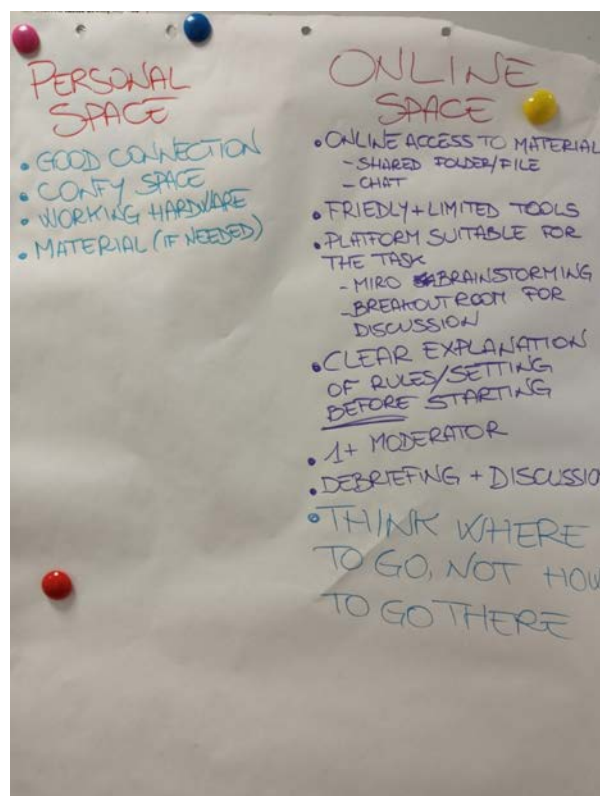 PERSONAL
SPACE
• GOOD CONNECTION
• CONFY SPACE
• WORKING HARDWARE
• MATERIAL (IF NEEDED)
ONLINE
SPACE
• ONLINE ACCESS TO MATERIAL
- SHARED FOLDER/FILE
- CHAT
• FRIEDLY + LIMITED TOOLS
• PLATFORM SUITABLE FOR
THE TASK
- MIRO BRAINSTORMING
- BREAKOUT ROOM FOR
DISCUSSION
• CLEAR EXPLANATION
OF RULES/SETTING
BEFORE STARTING
• 1+ MODERATOR
• DEBRIEFING + DISCUSSIO
• THINK WHERE
TO GO, NOT HOW
TO GO THERE